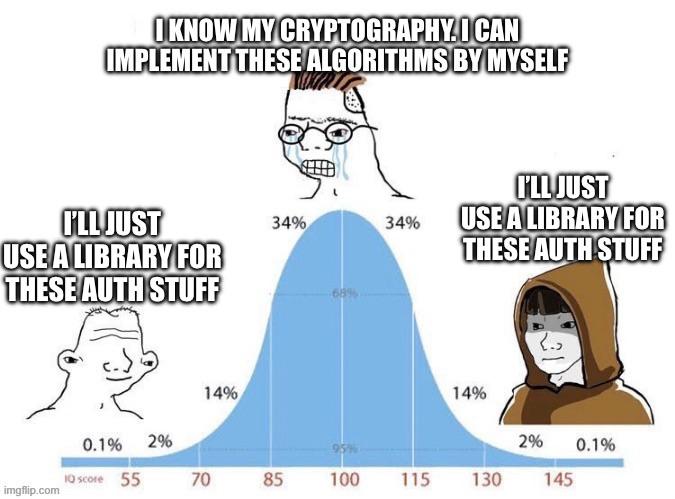 I KNOW MY CRYPTOGRAPHY. I CAN
IMPLEMENT THESE ALGORITHMS BY MYSELF
I'LL JUST
USE A LIBRARY FOR
THESE AUTH STUFF
I'LL JUST
USE A LIBRARY FOR
THESE AUTH STUFF
34% 34%
68%
14% 14%
0.1% 2% 95% 2% 0.1%
IQ score 55 70 85 100 115 130 145
imgflip.com